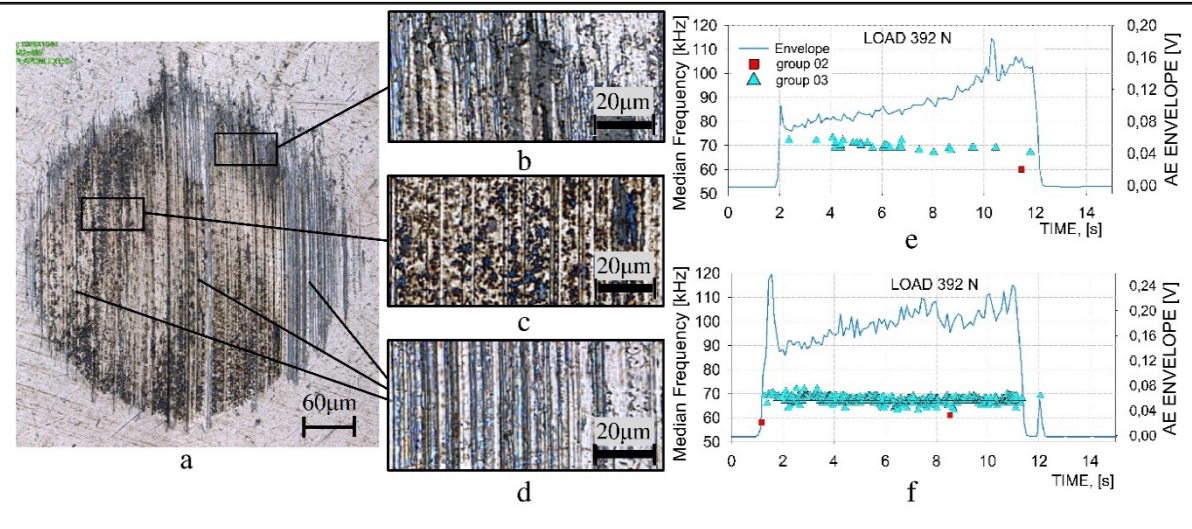 60µm
a
20µm
b
20µm
c
20µm
d
Median Frequency [kHz]
120
110
100
90
80
70
60
50
LOAD 392 N
Envelope
group 02
group 03
0,20
0,16
0,12
0,08
0,04
0,00
AE ENVELOPE [V]
0 2 4 6 8 10 12
TIME, [s]
e
Median Frequency [kHz]
120
110
100
90
80
70
60
50
LOAD 392 N
0,24
0,20
0,16
0,12
0,08
0,04
0,00
AE ENVELOPE [V]
0 2 4 6 8 10 12 14
TIME, [s]
f